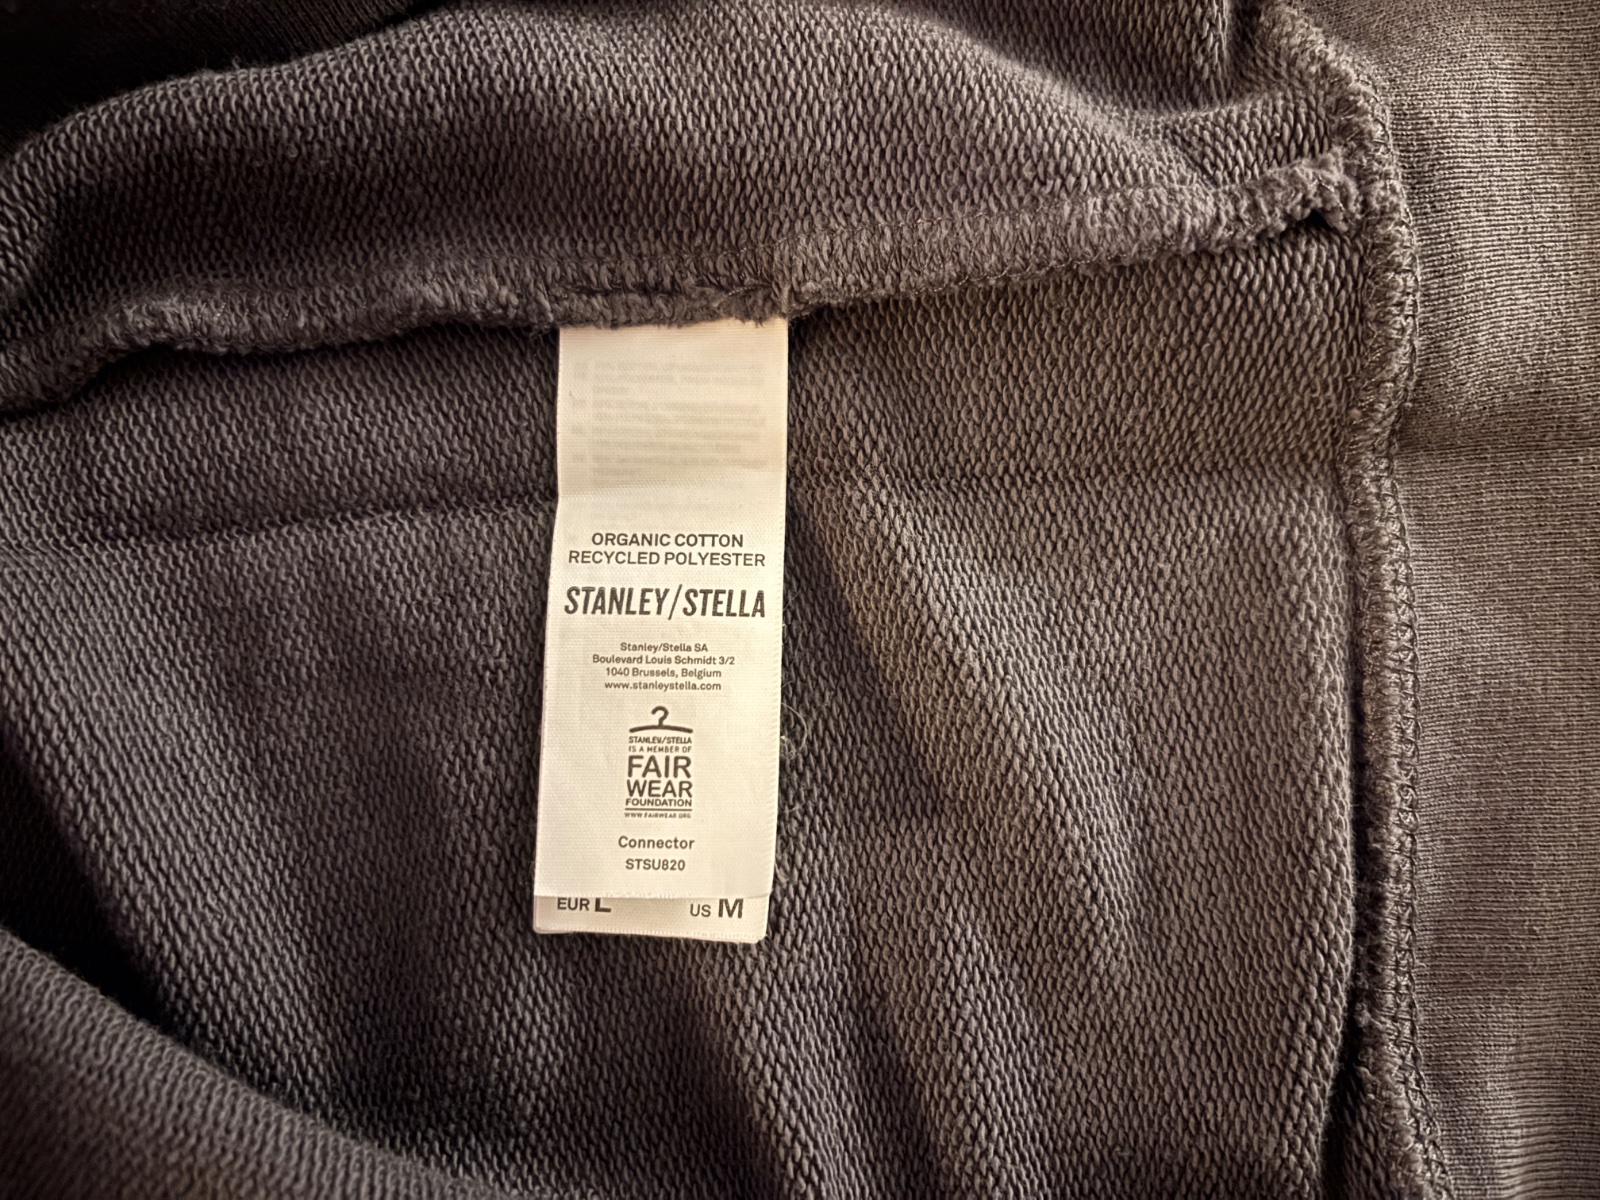 ORGANIC COTTON
RECYCLED POLYESTER
STANLEY/STELLA
Stanley/Stella SA
Boulevard Louis Schmidt 3/2
1040 Brussels, Belgium
www.stanleystella.com
STANLEY/STELLA
IS A MEMBER OF
FAIR
WEAR
FOUNDATION
WWW.FAIRWEAR.ORG
Connector
STSU820
EUR L US M